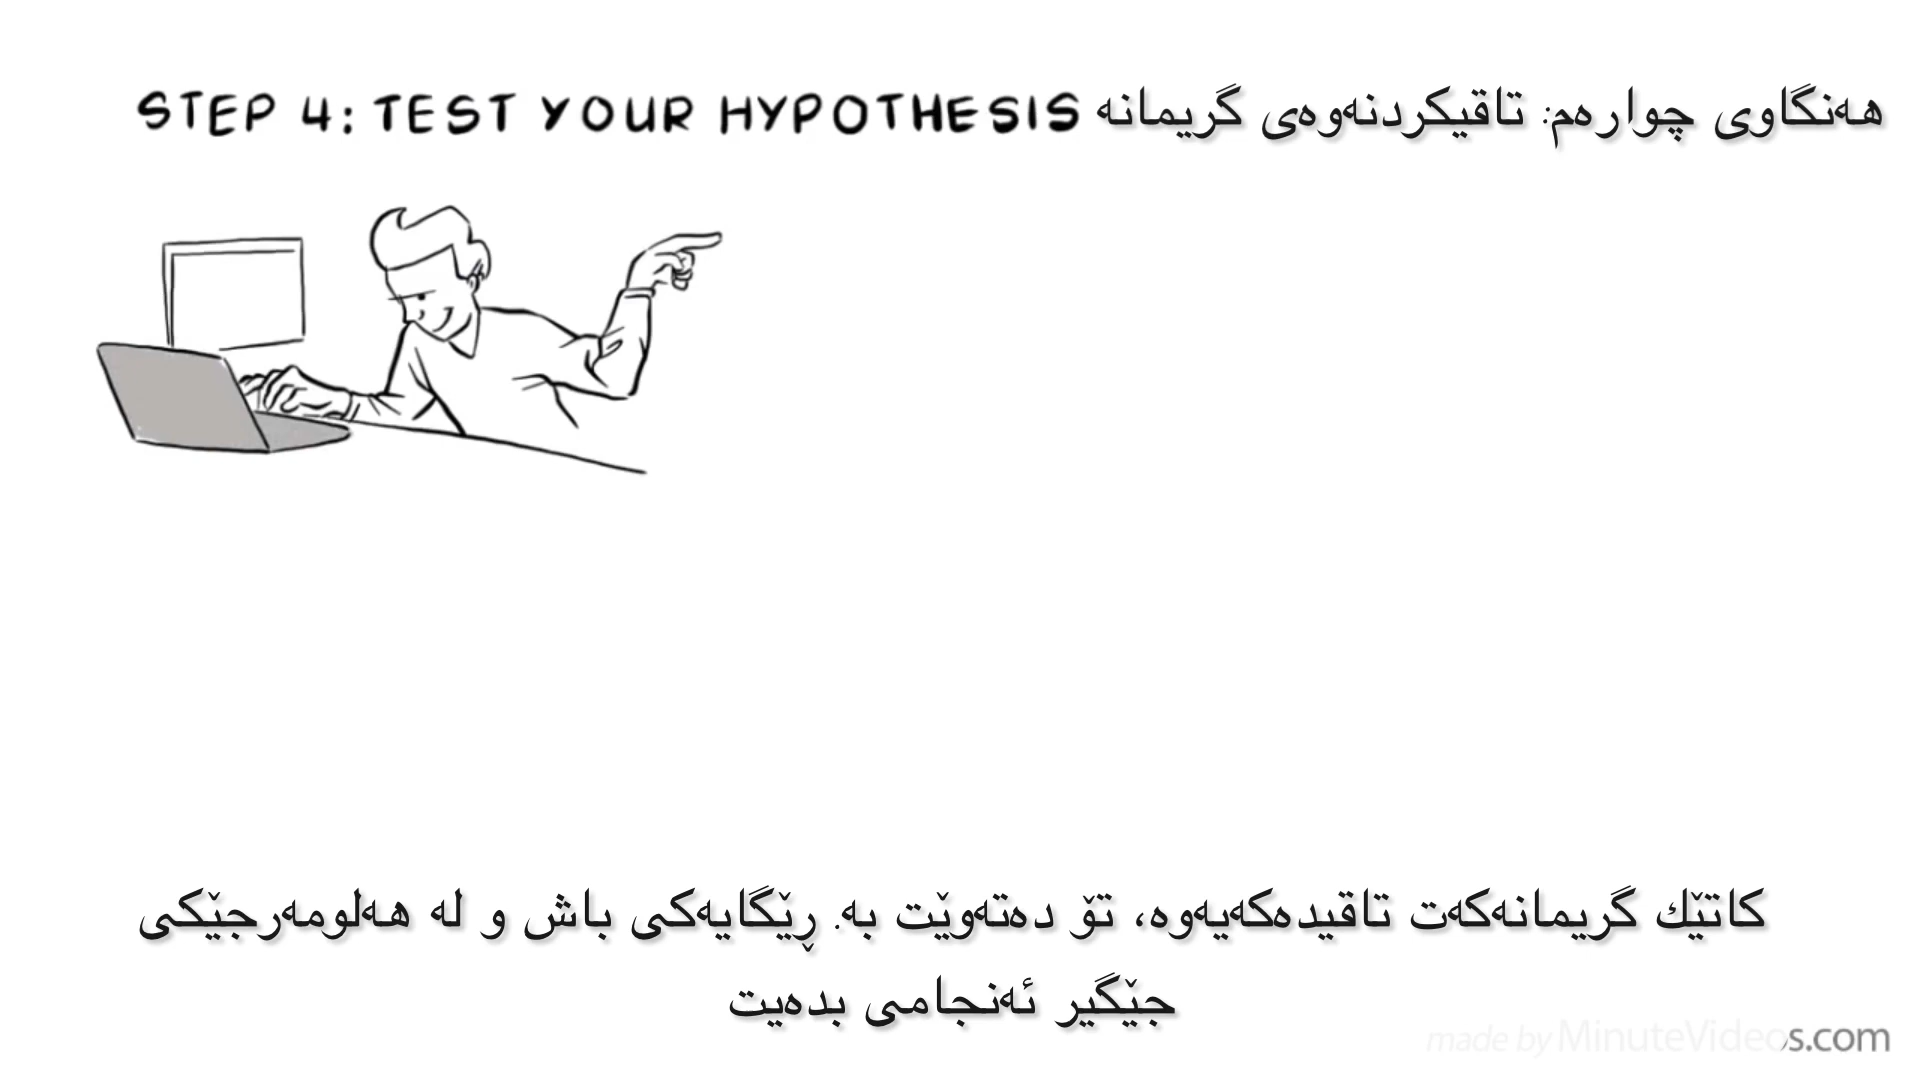 STEP 4: TEST YOUR HYPOTHESIS هەنگاوی چوارەم: تاقیکردنەوەی گریمانە
کاتێك گریمانەکەت تاقیدەکەیەوە، تۆ دەتەوێت بە. ڕێگایەکی باش و لە هەلومەرجێکی
جێگیر ئەنجامی بدەیت
made by MinuteVideos.com